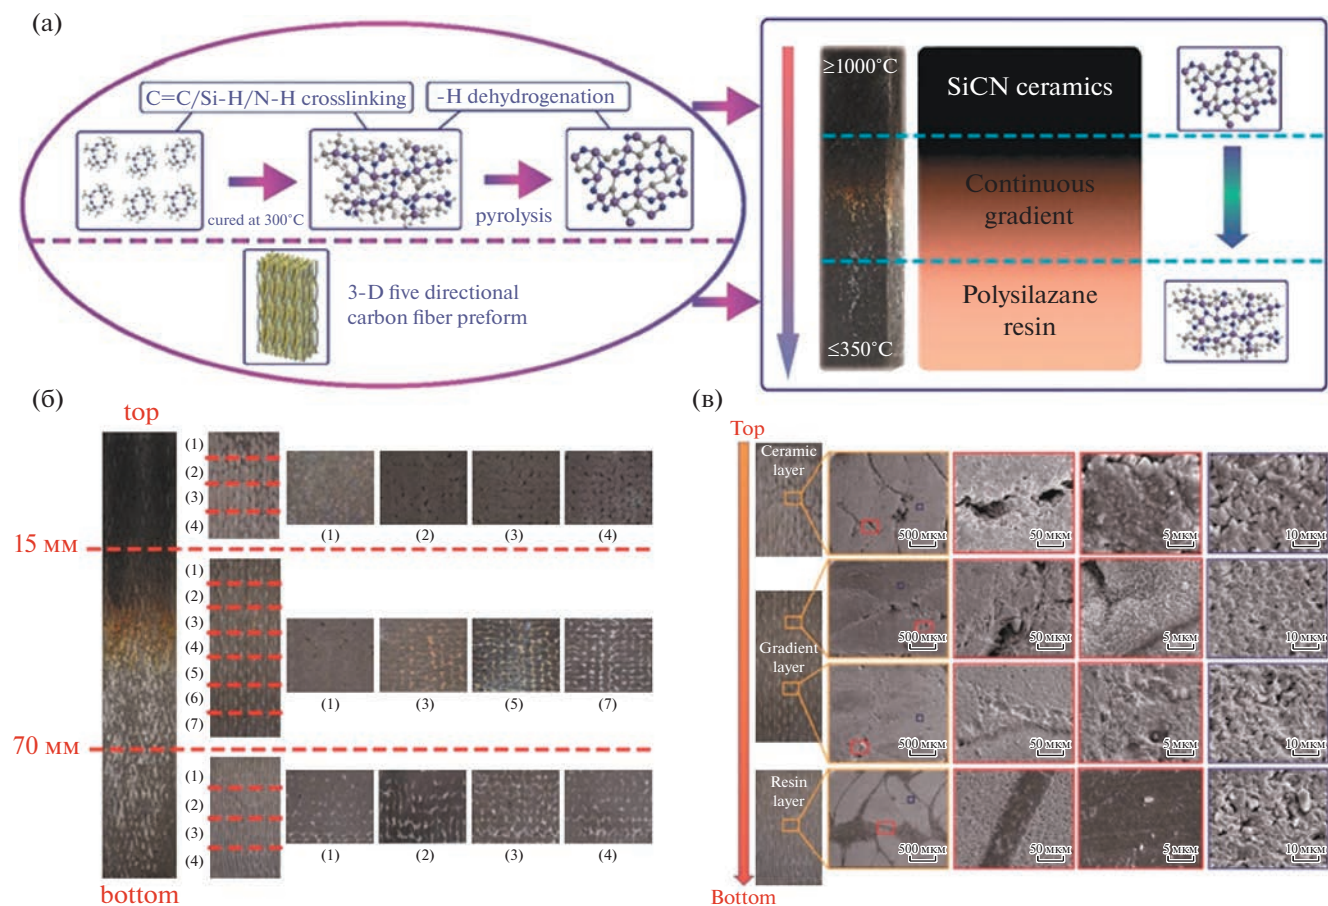 (а)
C=C/Si-H/N-H crosslinking
-H dehydrogenation
cured at 300°C
pyrolysis
3-D five directional
carbon fiber preform
≥1000°C
≤350°C
SiCN ceramics
Continuous
gradient
Polysilazane
resin
(б)
top
(1)
(2)
(3)
(4)
(1)
(2)
(3)
(4)
15 мм
(1)
(2)
(3)
(4)
(5)
(6)
(7)
(1)
(3)
(5)
(7)
70 мм
(1)
(2)
(3)
(4)
(1)
(2)
(3)
(4)
bottom
(в)
Top
Ceramic
layer
500 мкм
50 мкм
5 мкм
10 мкм
Gradient
layer
500 мкм
50 мкм
5 мкм
10 мкм
500 мкм
50 мкм
5 мкм
10 мкм
Resin
layer
500 мкм
50 мкм
5 мкм
10 мкм
Bottom